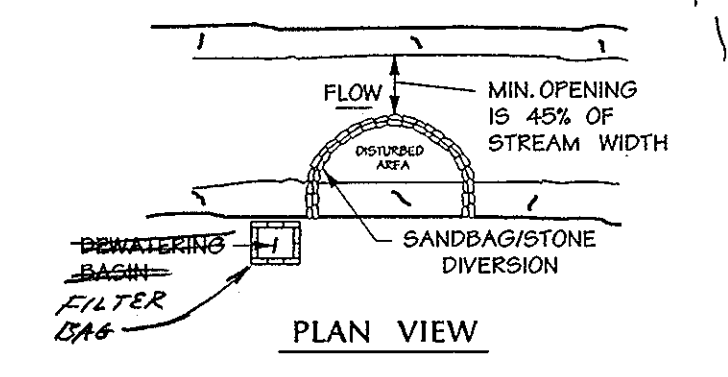 FLOW
MIN. OPENING
IS 45% OF
STREAM WIDTH
DISTURBED
AREA
DEWATERING
BASIN
FILTER
BAG
SANDBAG/STONE
DIVERSION
PLAN VIEW